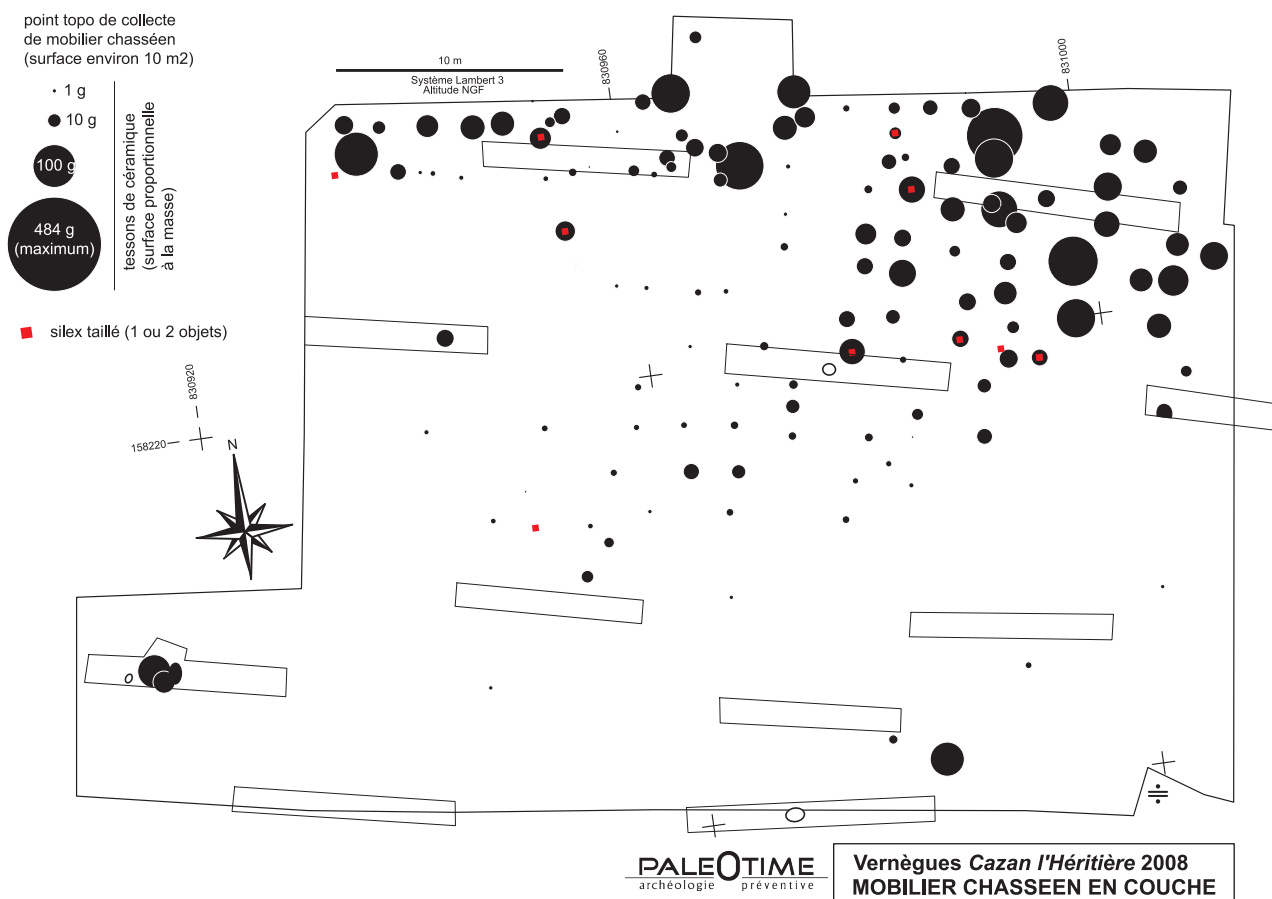 point topo de collecte
de mobilier chasséen
(surface environ 10 m2)
1 g
10 g
100 g
484 g
(maximum)
tessons de céramique
(surface proportionnelle
à la masse)
silex taillé (1 ou 2 objets)
10 m
Système Lambert 3
Altitude NGF
830960
831000
830920
158220
N
PALEOTIME
archéologie préventive
Vernègues Cazan l'Héritière 2008
MOBILIER CHASSEEN EN COUCHE